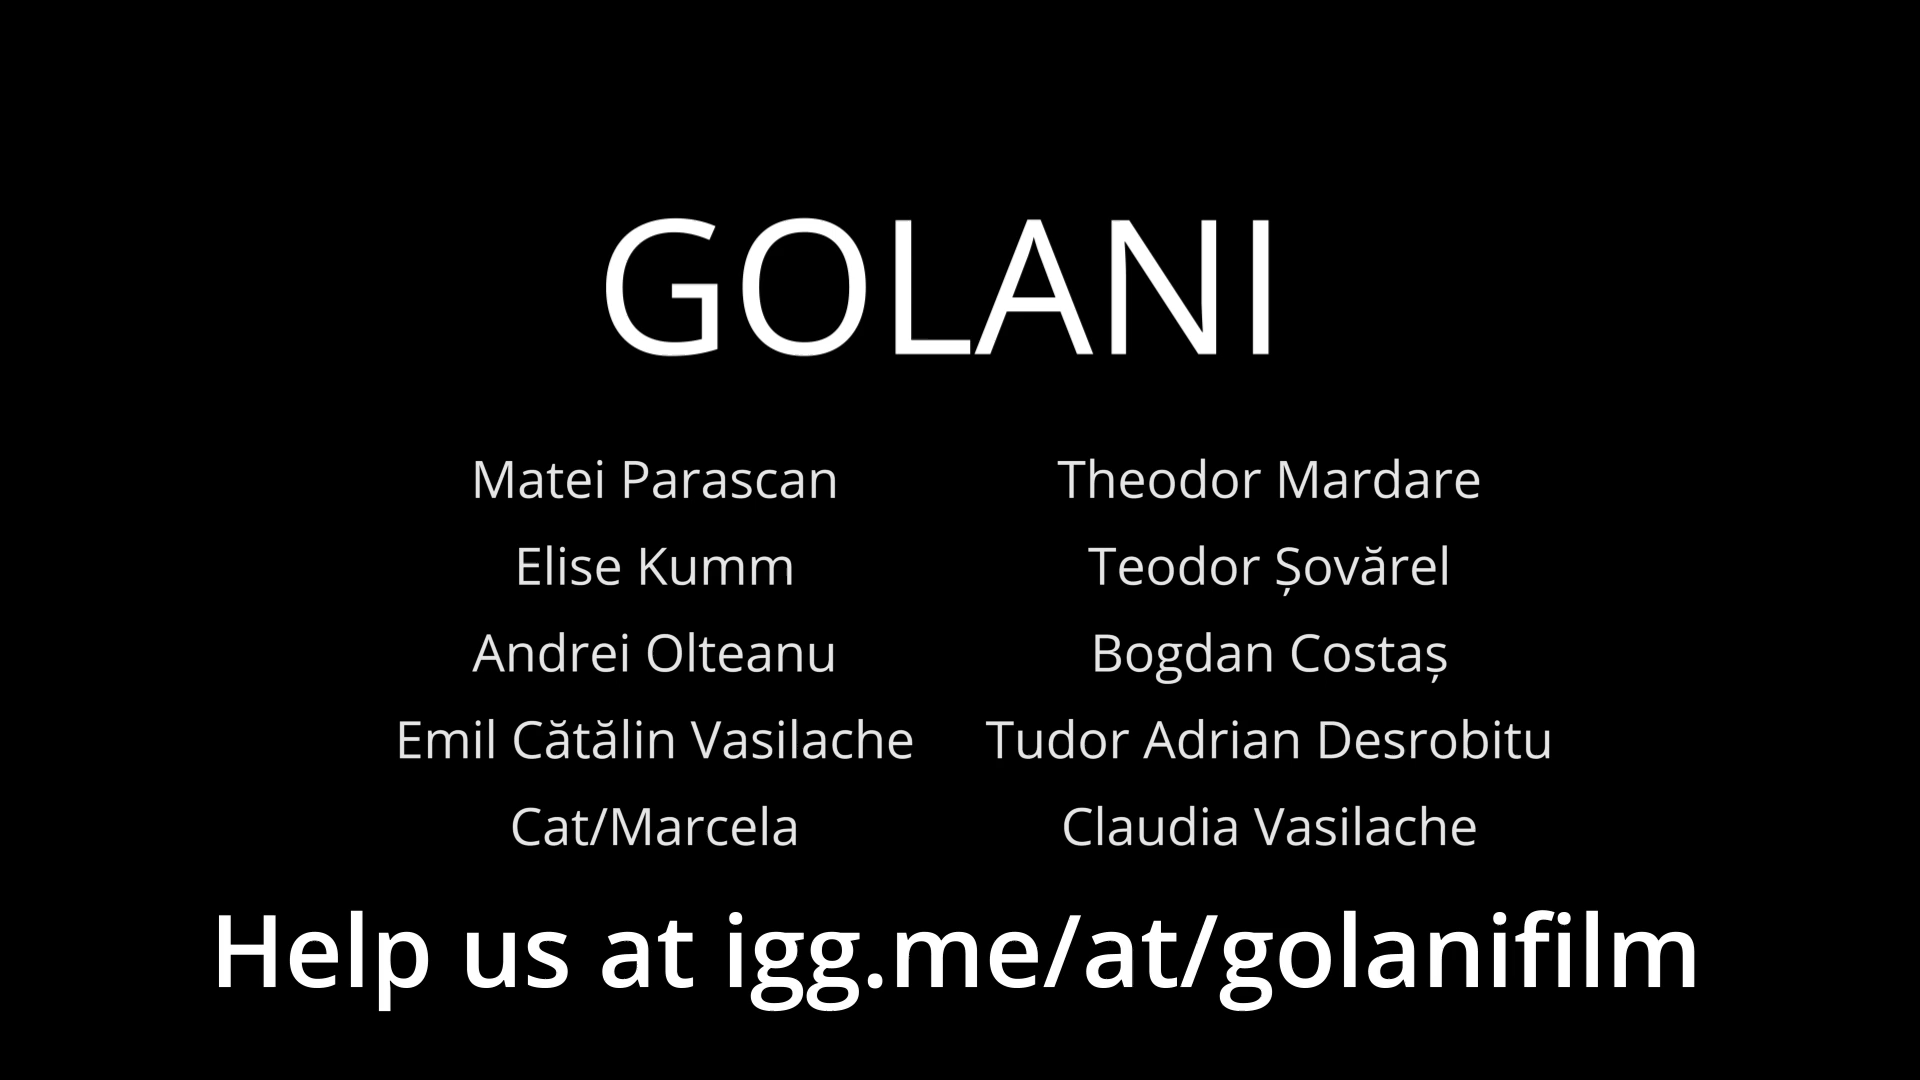 GOLANI
Matei Parascan
Theodor Mardare
Elise Kumm
Teodor Șovărel
Andrei Olteanu
Bogdan Costaș
Emil Cătălin Vasilache
Tudor Adrian Desrobitu
Cat/Marcela
Claudia Vasilache
Help us at igg.me/at/golanifilm